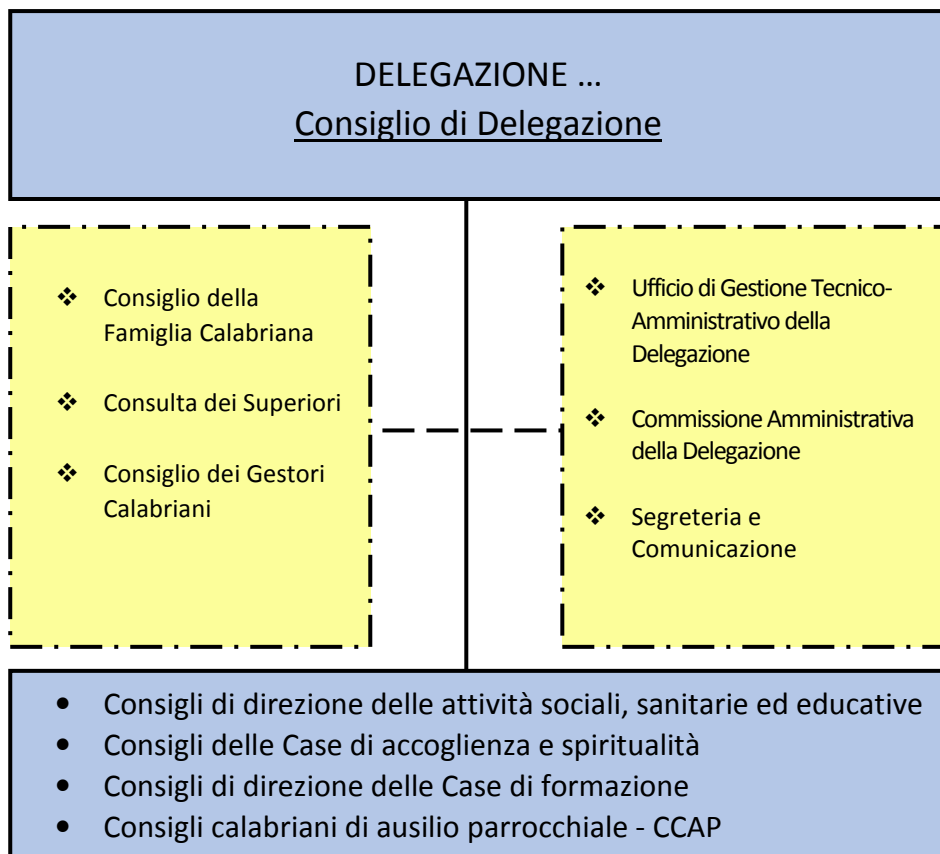 DELEGAZIONE ...
Consiglio di Delegazione
❖ Consiglio della
Famiglia Calabriana
❖ Consulta dei Superiori
❖ Consiglio dei Gestori
Calabriani
❖ Ufficio di Gestione Tecnico-
Amministrativo della
Delegazione
❖ Commissione Amministrativa
della Delegazione
❖ Segreteria e
Comunicazione
• Consigli di direzione delle attività sociali, sanitarie ed educative
• Consigli delle Case di accoglienza e spiritualità
• Consigli di direzione delle Case di formazione
• Consigli calabriani di ausilio parrocchiale - CCAP